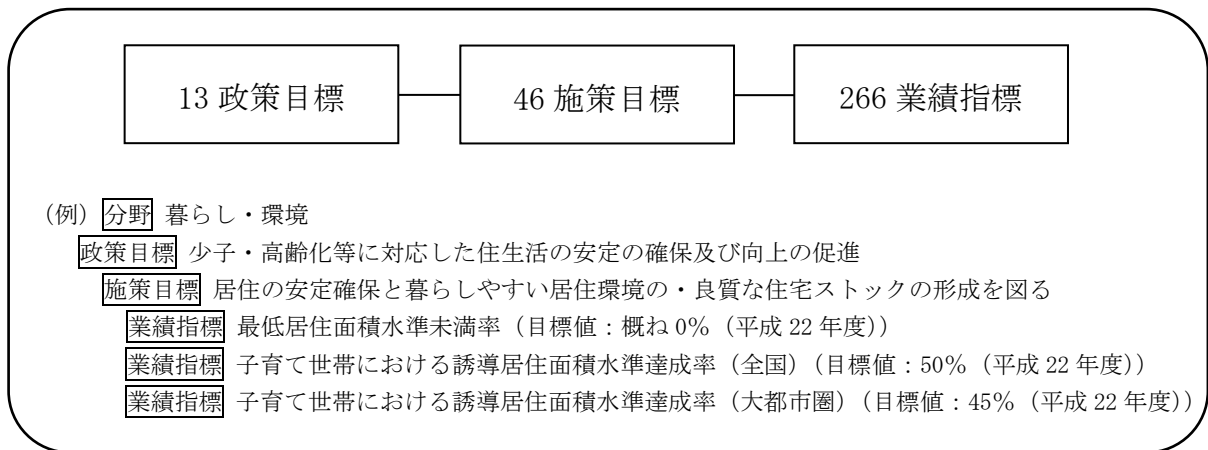 13 政策目標
46 施策目標
266 業績指標
（例）分野 暮らし・環境
政策目標 少子・高齢化等に対応した住生活の安定の確保及び向上の促進
施策目標 居住の安定確保と暮らしやすい居住環境の・良質な住宅ストックの形成を図る
業績指標 最低居住面積水準未満率（目標値：概ね 0％（平成 22 年度））
業績指標 子育て世帯における誘導居住面積水準達成率（全国）（目標値：50％（平成 22 年度））
業績指標 子育て世帯における誘導居住面積水準達成率（大都市圏）（目標値：45％（平成 22 年度））